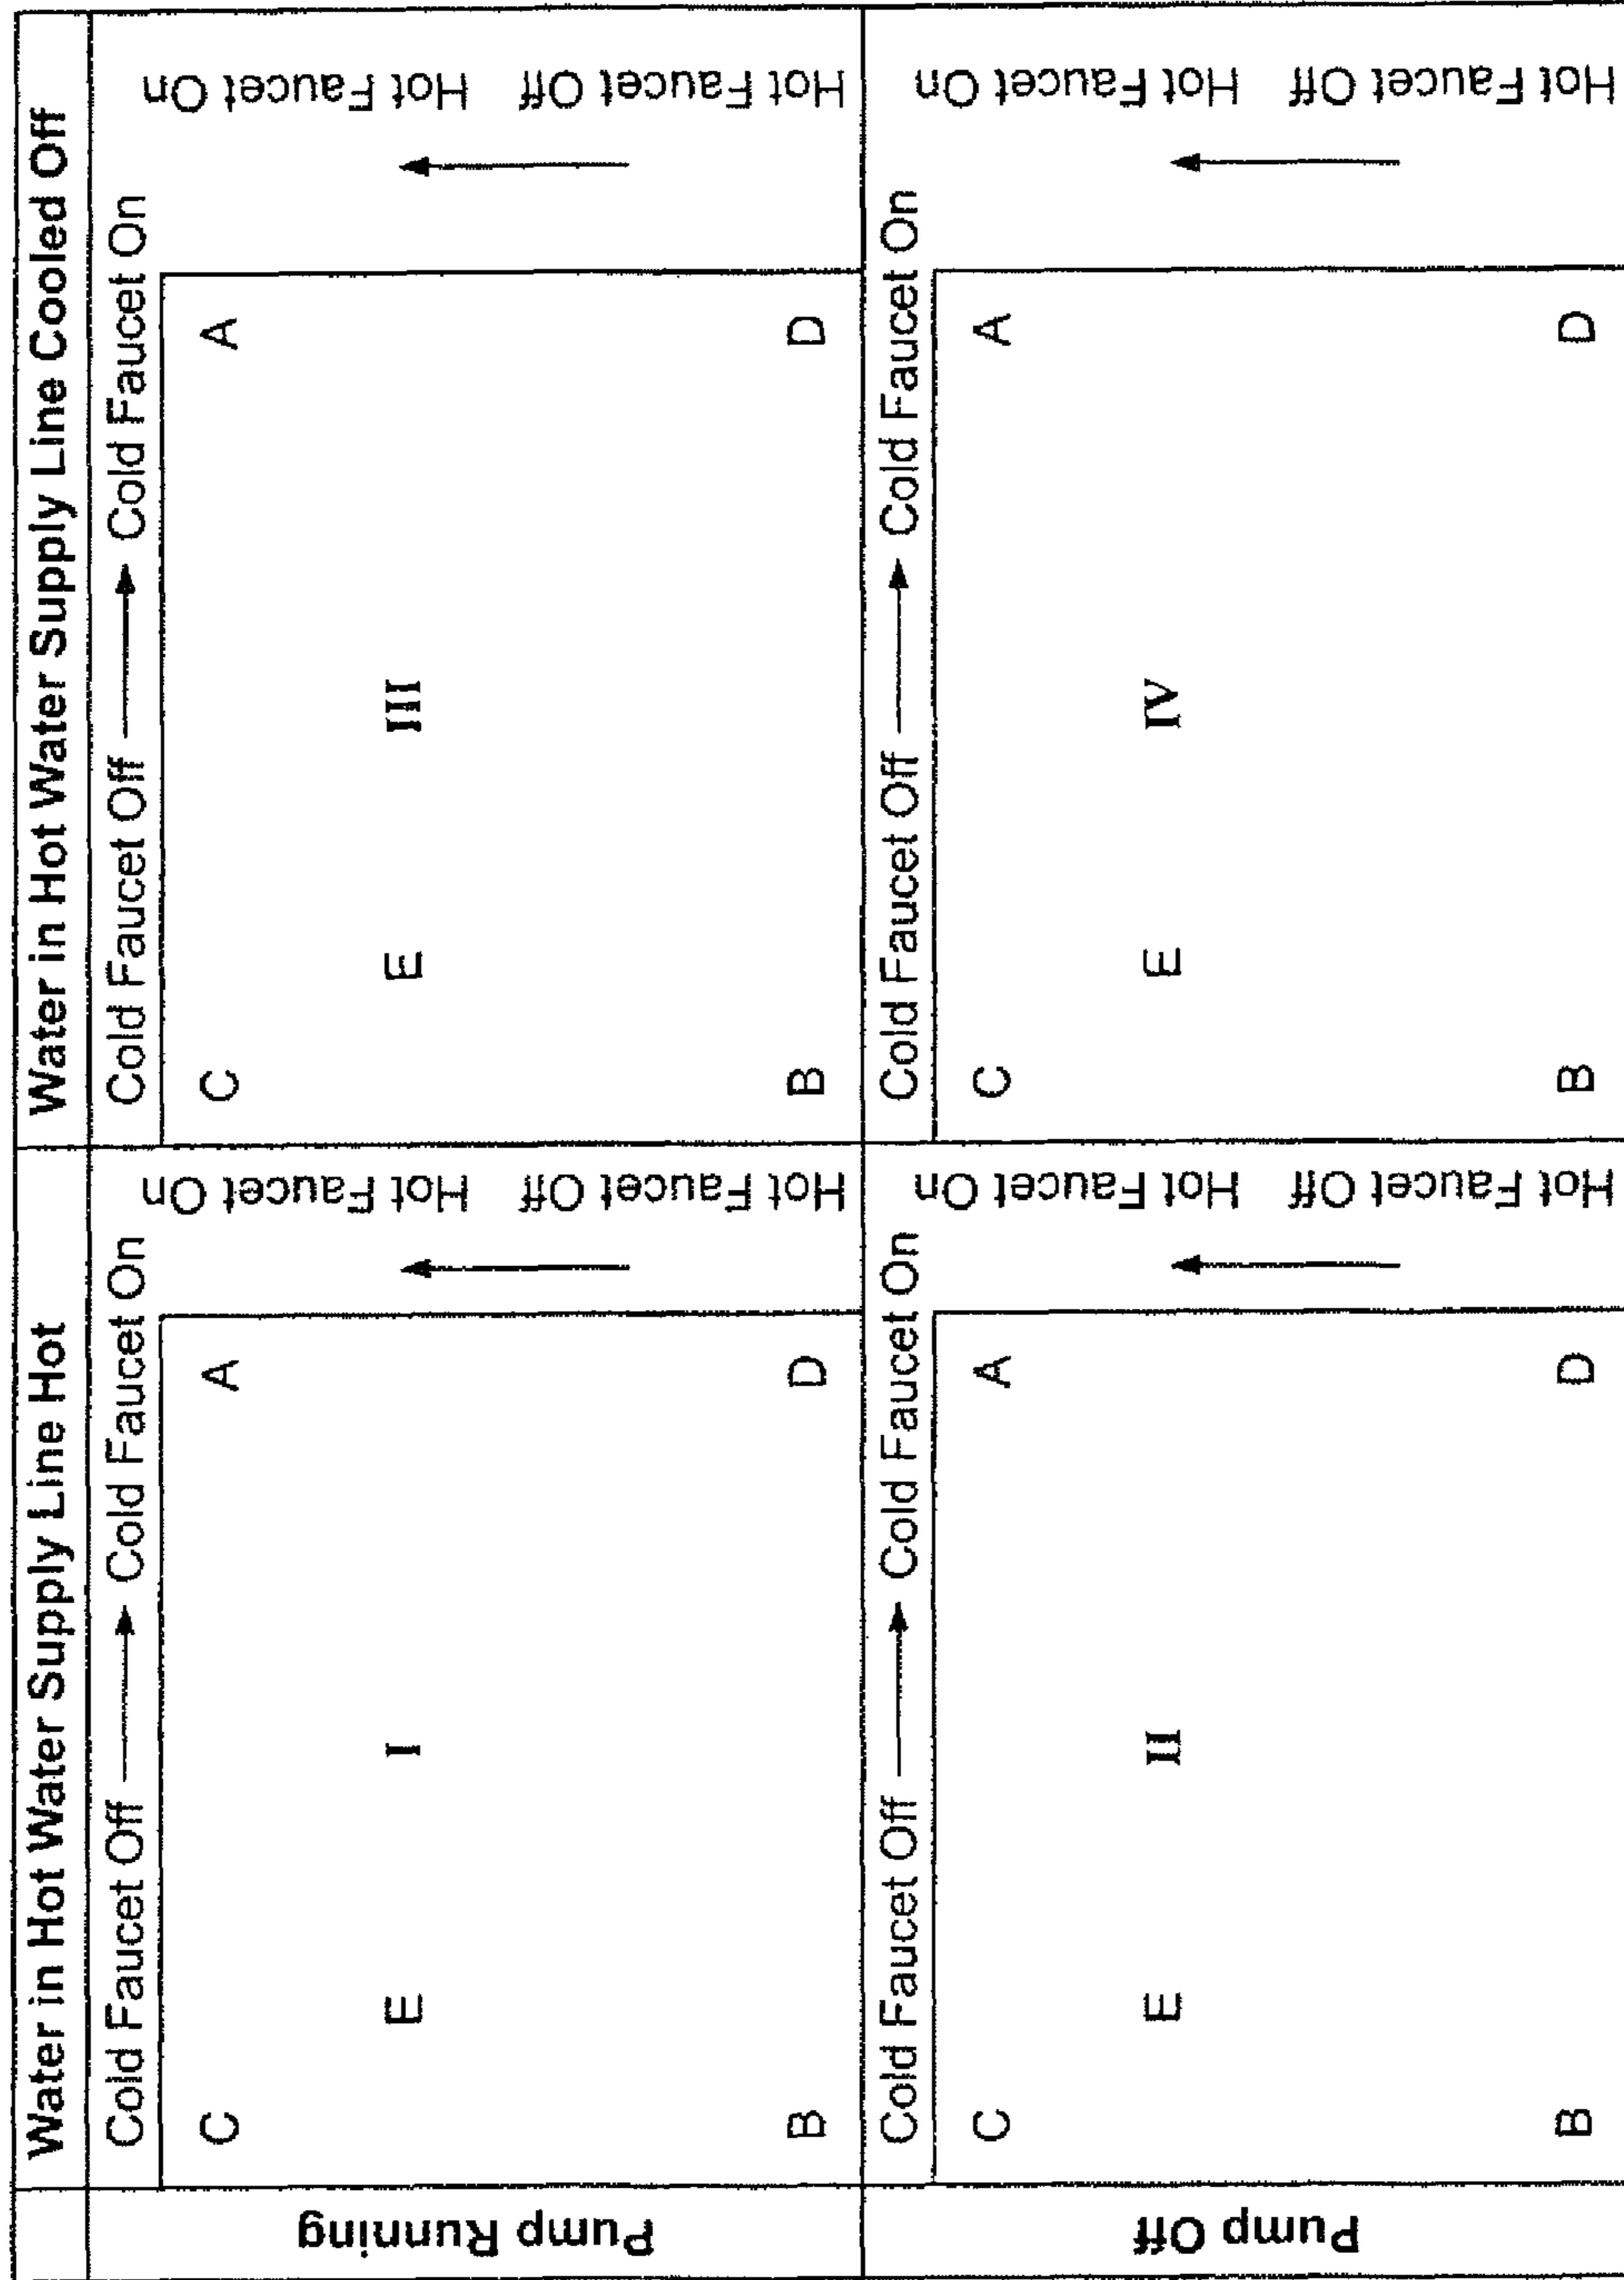 Water in Hot Water Supply Line Hot
Water in Hot Water Supply Line Cooled Off
Pump Running
Cold Faucet Off Cold Faucet On
Hot Faucet On
Hot Faucet Off
C A
E I
B D
Cold Faucet Off Cold Faucet On
Hot Faucet On
Hot Faucet Off
C A
E III
B D
Pump Off
Cold Faucet Off Cold Faucet On
Hot Faucet On
Hot Faucet Off
C A
E II
B D
Cold Faucet Off Cold Faucet On
Hot Faucet On
Hot Faucet Off
C A
E IV
B D